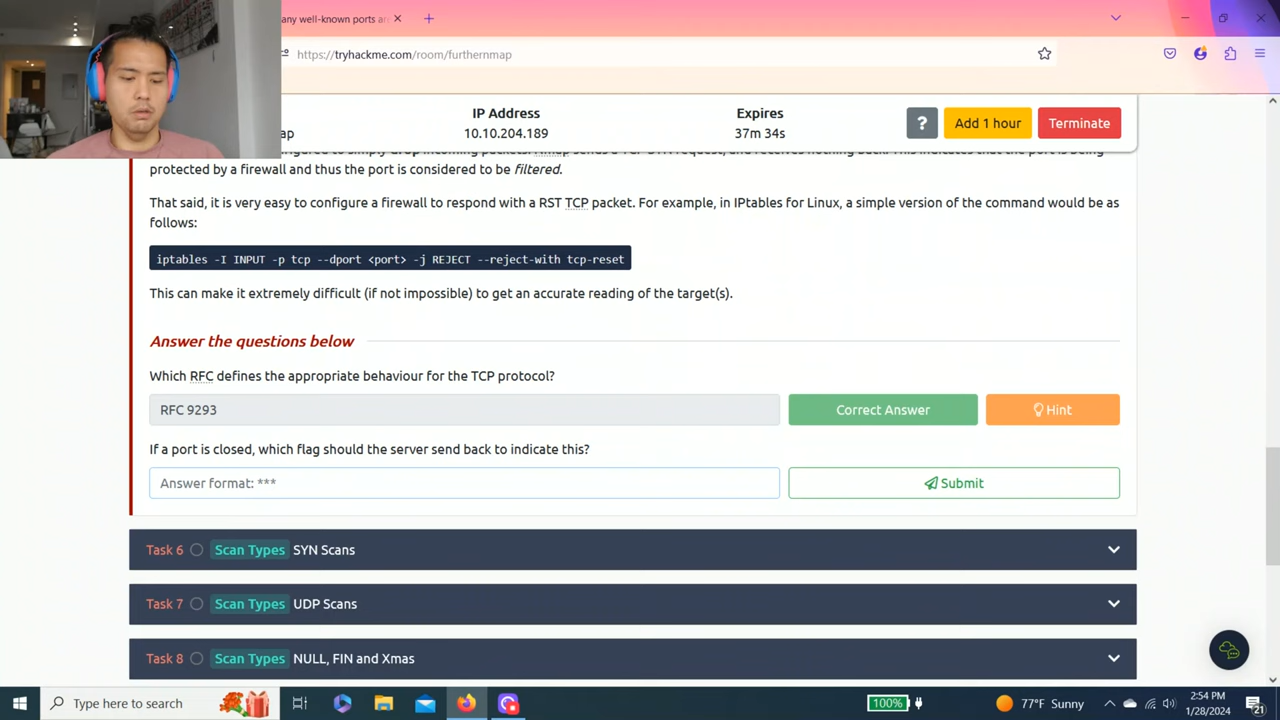 any well-known ports ar
https://tryhackme.com/room/furthernmap
ap
IP Address
10.10.204.189
Expires
37m 34s
?
Add 1 hour
Terminate
protected by a firewall and thus the port is considered to be filtered.
That said, it is very easy to configure a firewall to respond with a RST TCP packet. For example, in IPtables for Linux, a simple version of the command would be as
follows:
iptables -I INPUT -p tcp --dport <port> -j REJECT --reject-with tcp-reset
This can make it extremely difficult (if not impossible) to get an accurate reading of the target(s).
Answer the questions below
Which RFC defines the appropriate behaviour for the TCP protocol?
RFC 9293
Correct Answer
Hint
If a port is closed, which flag should the server send back to indicate this?
Answer format: ***
Submit
Task 6 Scan Types SYN Scans
Task 7 Scan Types UDP Scans
Task 8 Scan Types NULL, FIN and Xmas
Type here to search
100%
77°F Sunny
2:54 PM
1/28/2024
21